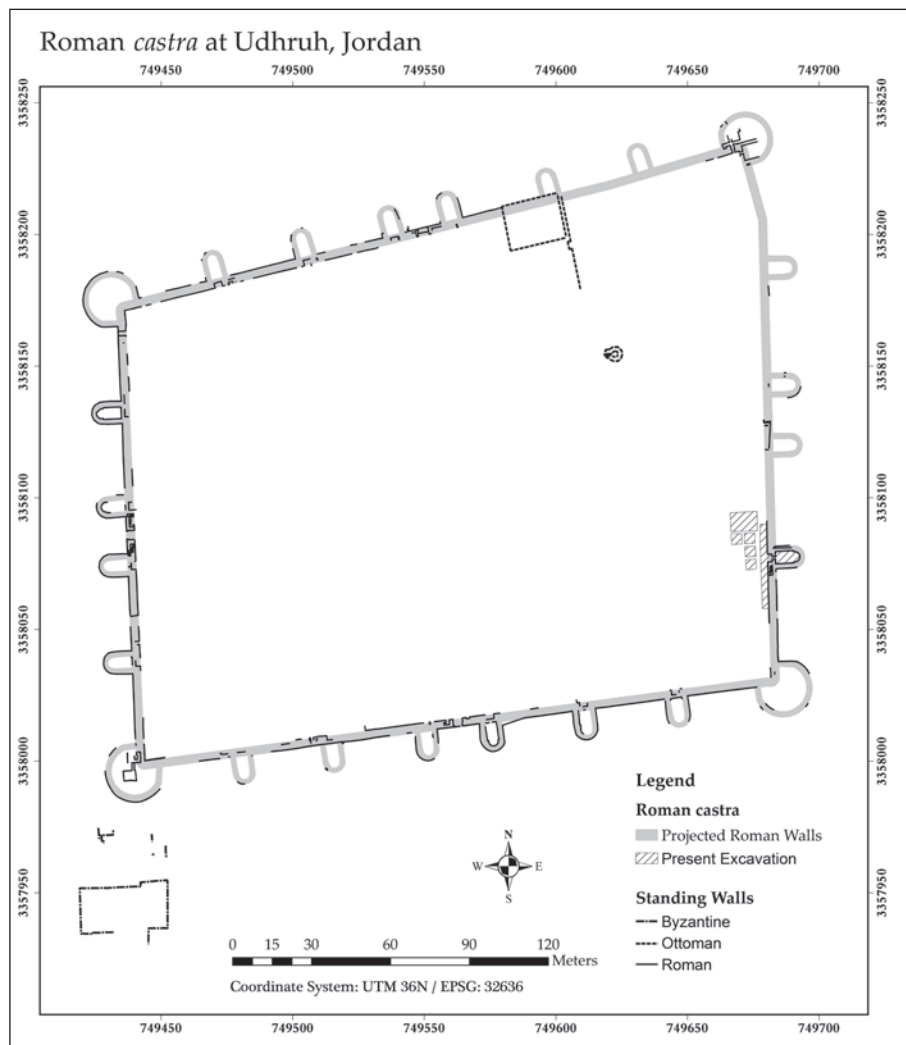 Roman castra at Udhruh, Jordan
749450 749500 749550 749600 749650 749700
3358250 3358250
3358200 3358200
3358150 3358150
3358100 3358100
3358050 3358050
3358000 3358000
3357950 3357950
Legend
Roman castra
Projected Roman Walls
Present Excavation
Standing Walls
Byzantine
Ottoman
Roman
N
W E
S
0 15 30 60 90 120
Meters
Coordinate System: UTM 36N / EPSG: 32636
749450 749500 749550 749600 749650 749700